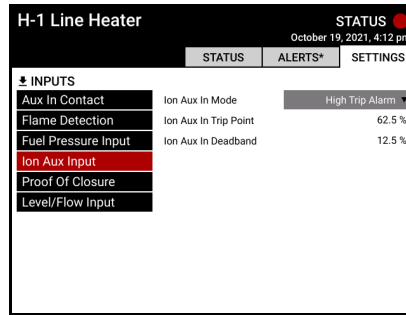 H-1 Line Heater
STATUS
October 19, 2021, 4:12 pm
STATUS
ALERTS*
SETTINGS
INPUTS
Aux In Contact
Flame Detection
Fuel Pressure Input
Ion Aux Input
Proof Of Closure
Level/Flow Input
Ion Aux In Mode
High Trip Alarm
Ion Aux In Trip Point
62.5 %
Ion Aux In Deadband
12.5 %